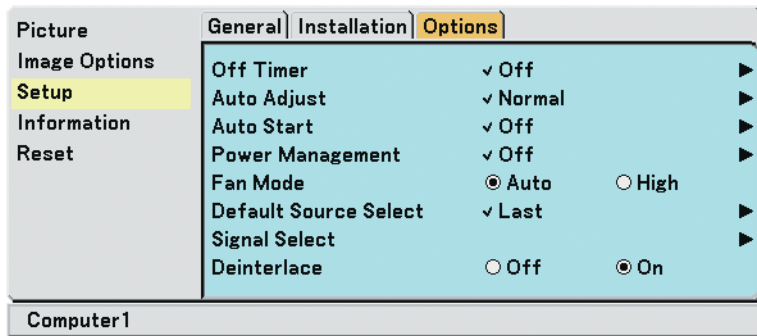 Picture
Image Options
Setup
Information
Reset
General Installation Options
Off Timer ✓ Off ▶
Auto Adjust ✓ Normal ▶
Auto Start ✓ Off ▶
Power Management ✓ Off ▶
Fan Mode ◉ Auto ○ High
Default Source Select ✓ Last ▶
Signal Select ▶
Deinterlace ○ Off ◉ On
Computer1